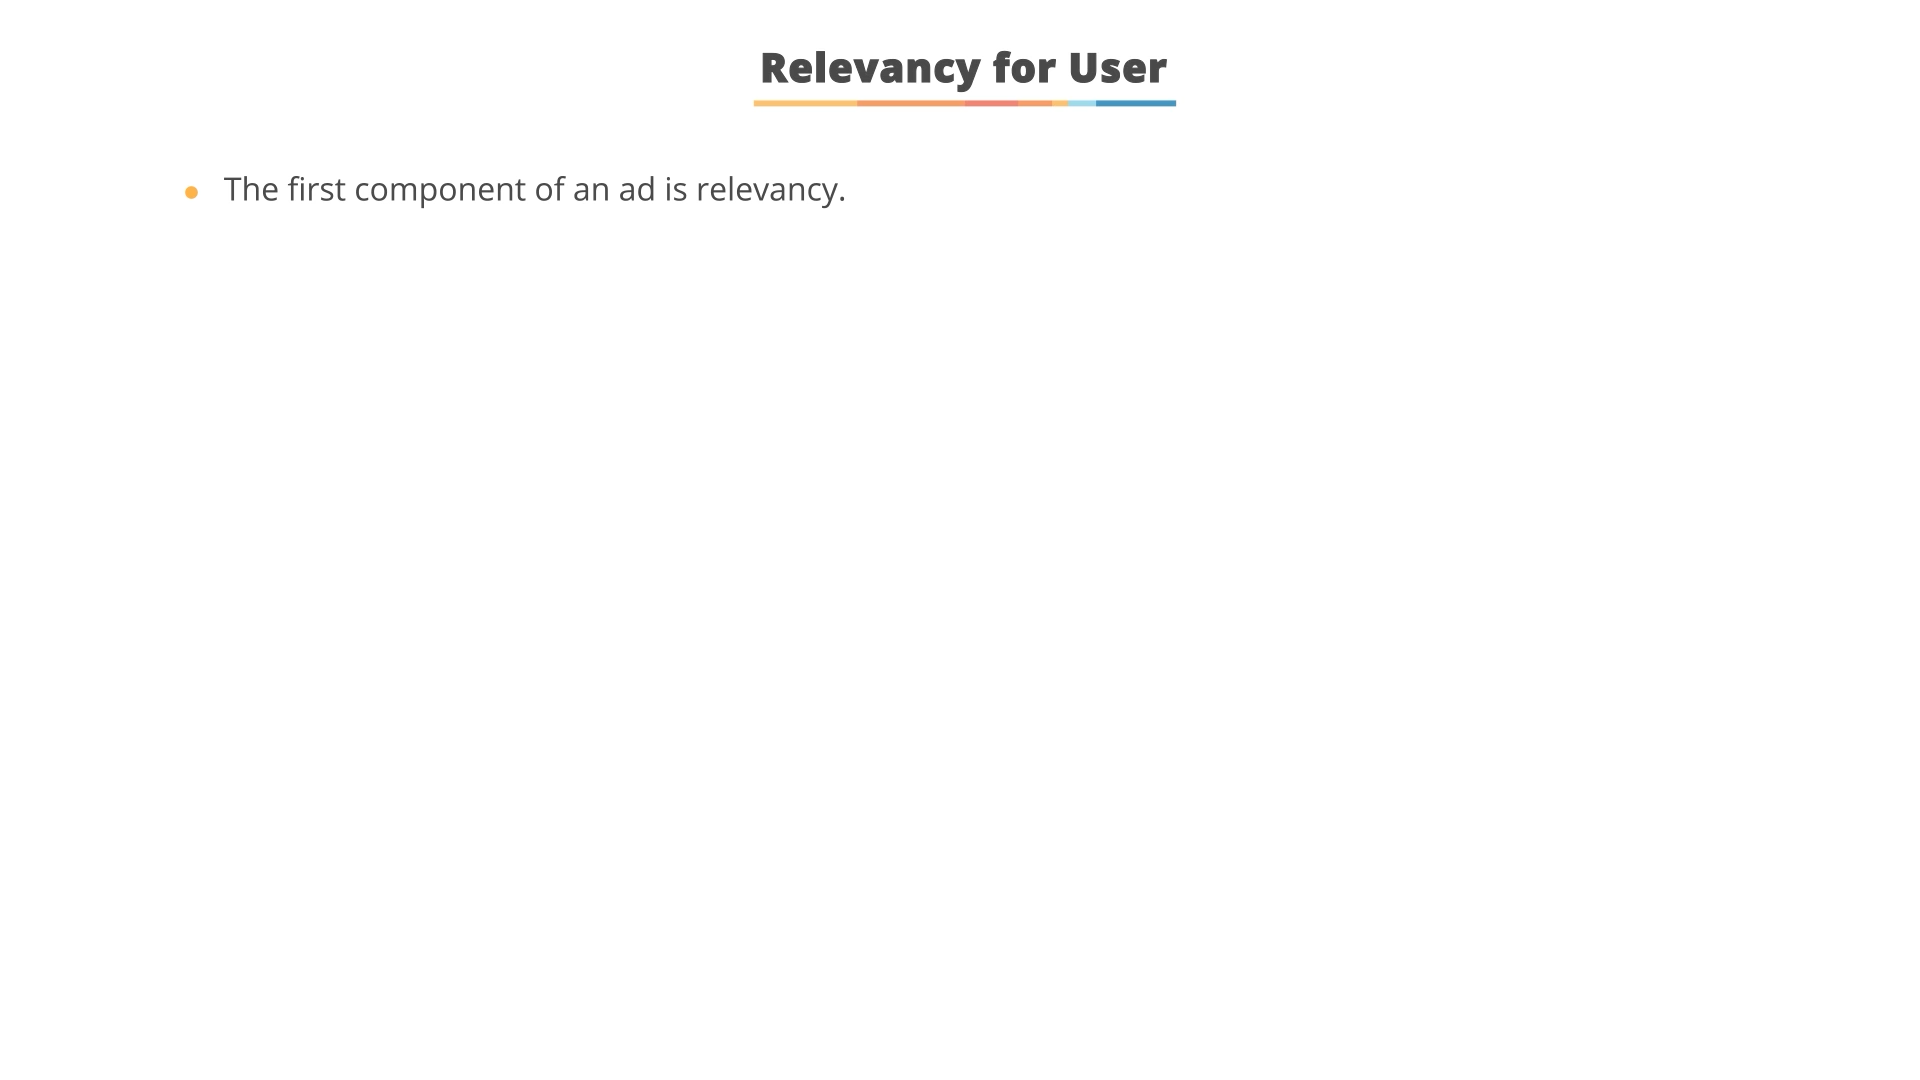 Relevancy for User
The first component of an ad is relevancy.